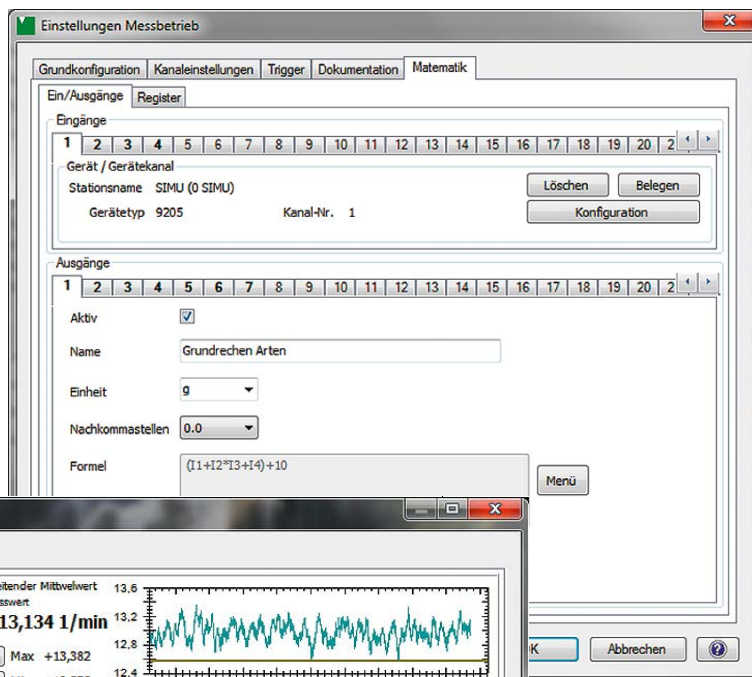 Einstellungen Messbetrieb
Grundkonfiguration Kanaleinstellungen Trigger Dokumentation Matematik
Ein/Ausgänge Register
Eingänge
1 2 3 4 5 6 7 8 9 10 11 12 13 14 15 16 17 18 19 20 2
Gerät / Gerätekanal
Stationsname SIMU (0 SIMU) Löschen Belegen
Gerätetyp 9205 Kanal-Nr. 1 Konfiguration
Ausgänge
1 2 3 4 5 6 7 8 9 10 11 12 13 14 15 16 17 18 19 20 2
Aktiv
Name Grundrechen Arten
Einheit g
Nachkommastellen 0.0
Formel (I1+I2*I3+I4)+10 Menü
eitender Mittwelwert 13,6
sswert
13,134 1/min 13,2
12,8
Max +13,382
12,4
K Abbrechen